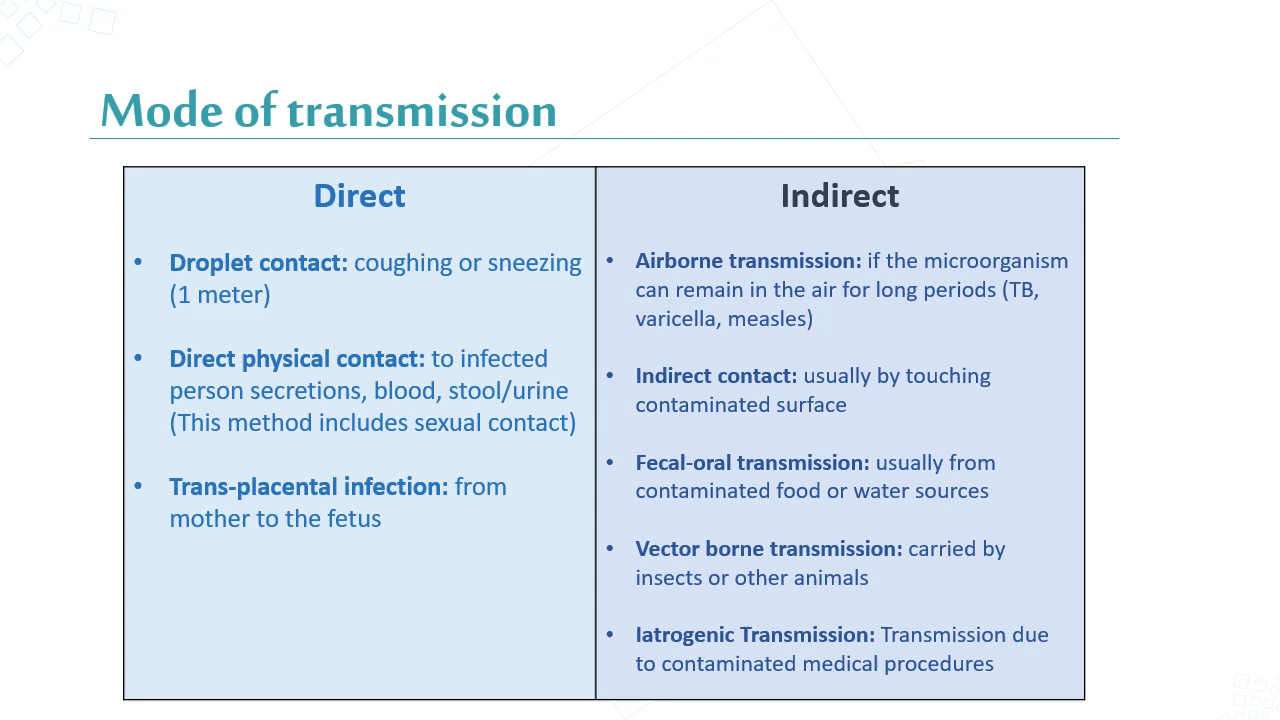 Mode of transmission
Direct
• Droplet contact: coughing or sneezing
(1 meter)
• Direct physical contact: to infected
person secretions, blood, stool/urine
(This method includes sexual contact)
• Trans-placental infection: from
mother to the fetus
Indirect
• Airborne transmission: if the microorganism
can remain in the air for long periods (TB,
varicella, measles)
• Indirect contact: usually by touching
contaminated surface
• Fecal-oral transmission: usually from
contaminated food or water sources
• Vector borne transmission: carried by
insects or other animals
• Iatrogenic Transmission: Transmission due
to contaminated medical procedures